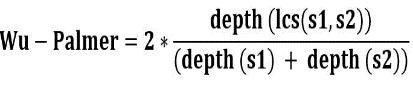 Wu − Palmer = 2 * depth (lcs(s1, s2)) / (depth (s1) + depth (s2))